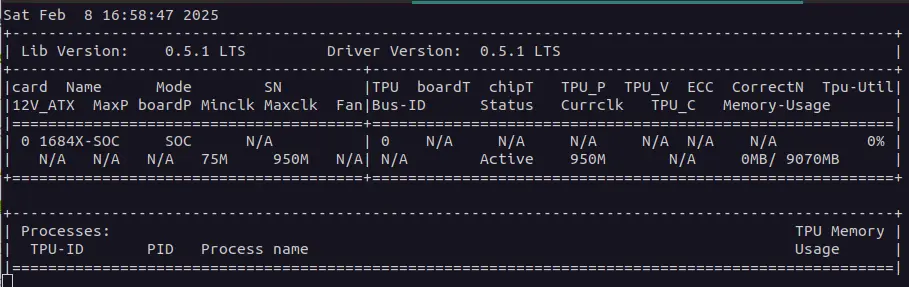 Sat Feb  8 16:58:47 2025
+--------------------------------------------------------------------------------------------------+
| Lib Version:    0.5.1 LTS         Driver Version:  0.5.1 LTS                                     |
+---------------------------------------+----------------------------------------------------------+
|card  Name      Mode        SN         |TPU  boardT  chipT   TPU_P  TPU_V  ECC  CorrectN  Tpu-Util|
|12V_ATX  MaxP boardP Minclk Maxclk  Fan|Bus-ID      Status   Currclk   TPU_C   Memory-Usage       |
|=======================================+==========================================================|
| 0 1684X-SOC     SOC      N/A          | 0    N/A     N/A     N/A     N/A  N/A    N/A          0% |
|   N/A   N/A   N/A   75M     950M   N/A| N/A        Active    950M       N/A     0MB/ 9070MB      |
+=======================================+==========================================================+
+--------------------------------------------------------------------------------------------------+
| Processes:                                                                            TPU Memory |
|  TPU-ID       PID   Process name                                                      Usage      |
|==================================================================================================|